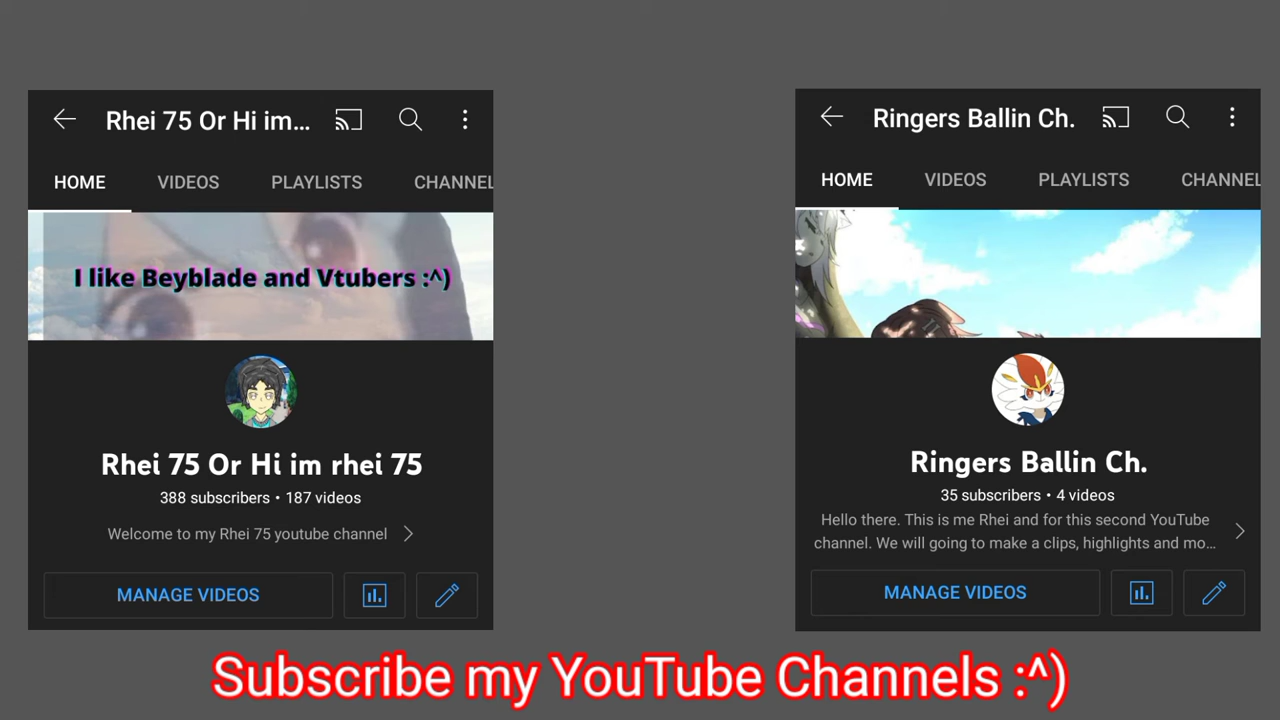 Rhei 75 Or Hi im...
HOME VIDEOS PLAYLISTS CHANNEL
I like Beyblade and Vtubers :^)
Rhei 75 Or Hi im rhei 75
388 subscribers • 187 videos
Welcome to my Rhei 75 youtube channel
MANAGE VIDEOS
Ringers Ballin Ch.
HOME VIDEOS PLAYLISTS CHANNEL
Ringers Ballin Ch.
35 subscribers • 4 videos
Hello there. This is me Rhei and for this second YouTube
channel. We will going to make a clips, highlights and mo...
MANAGE VIDEOS
Subscribe my YouTube Channels :^)